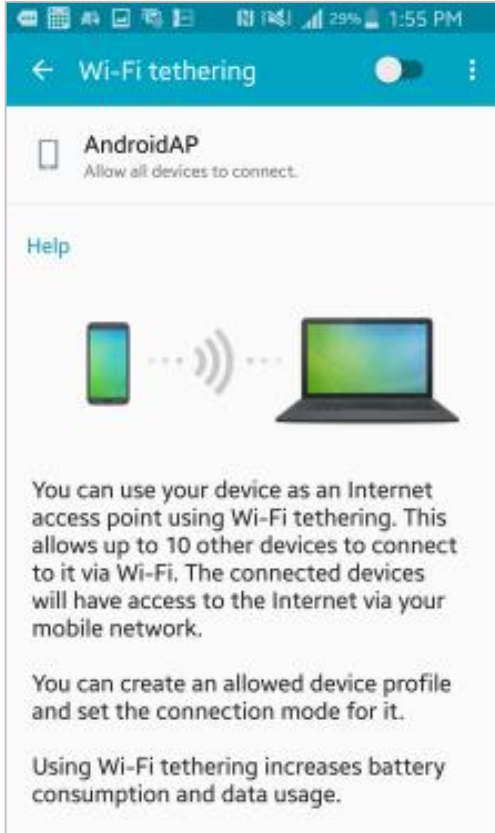 29% 1:55 PM
Wi-Fi tethering
AndroidAP
Allow all devices to connect.
Help
You can use your device as an Internet
access point using Wi-Fi tethering. This
allows up to 10 other devices to connect
to it via Wi-Fi. The connected devices
will have access to the Internet via your
mobile network.
You can create an allowed device profile
and set the connection mode for it.
Using Wi-Fi tethering increases battery
consumption and data usage.